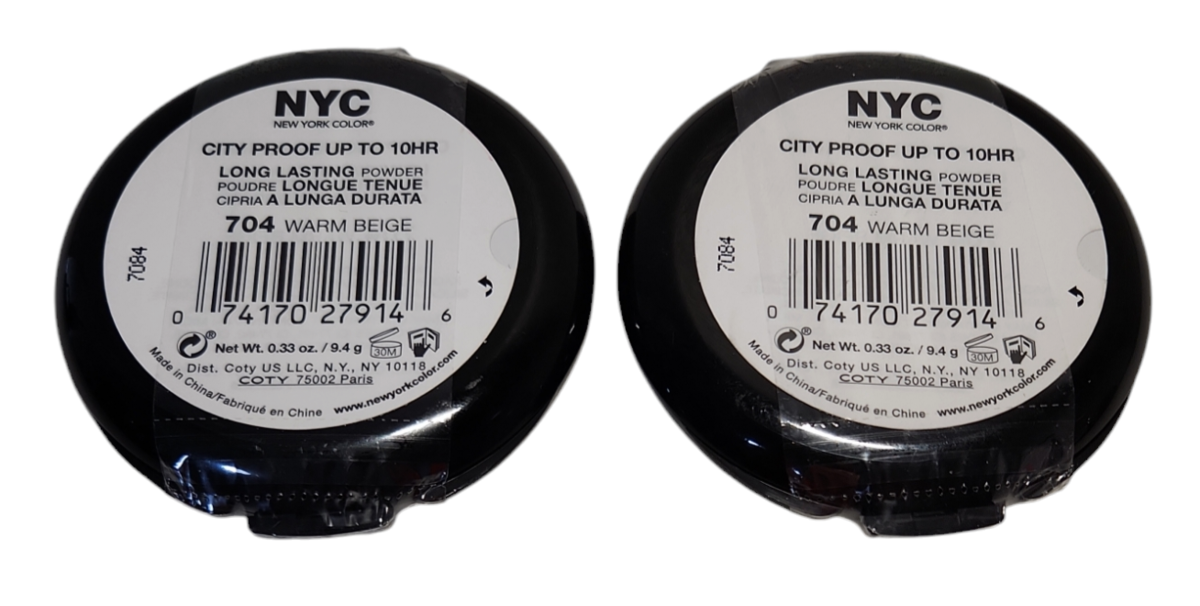 NYC
NEW YORK COLOR®
CITY PROOF UP TO 10HR
LONG LASTING POWDER
POUDRE LONGUE TENUE
CIPRIA A LUNGA DURATA
704 WARM BEIGE
7084
0 74170 27914 6
® Net Wt. 0.33 oz. / 9.4 g 30M
Dist. Coty US LLC, N.Y., NY 10118
COTY 75002 Paris
Made in China/Fabriqué en Chine www.newyorkcolor.com
NYC
NEW YORK COLOR®
CITY PROOF UP TO 10HR
LONG LASTING POWDER
POUDRE LONGUE TENUE
CIPRIA A LUNGA DURATA
704 WARM BEIGE
7084
0 74170 27914 6
® Net Wt. 0.33 oz. / 9.4 g 30M
Dist. Coty US LLC, N.Y., NY 10118
COTY 75002 Paris
Made in China/Fabriqué en Chine www.newyorkcolor.com